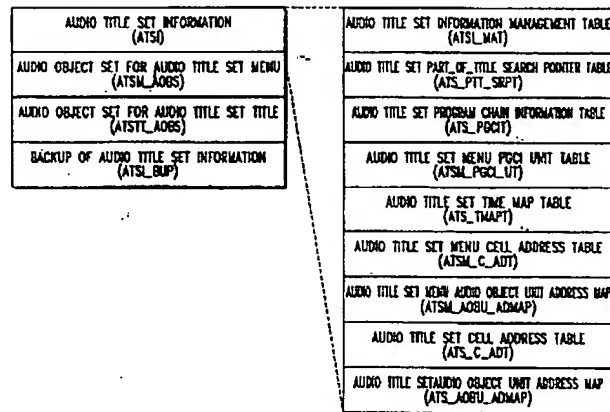 AUDIO TITLE SET INFORMATION
(ATSI)
AUDIO OBJECT SET FOR AUDIO TITLE SET MENU
(ATSM_AOBS)
AUDIO OBJECT SET FOR AUDIO TITLE SET TITLE
(ATSTT_AOBS)
BACKUP OF AUDIO TITLE SET INFORMATION
(ATSI_BUP)
AUDIO TITLE SET INFORMATION MANAGEMENT TABLE
(ATSI_MAT)
AUDIO TITLE SET PART_OF_TITLE SEARCH POINTER TABLE
(ATS_PTT_SRPT)
AUDIO TITLE SET PROGRAM CHAIN INFORMATION TABLE
(ATS_PGCIT)
AUDIO TITLE SET MENU PGCI UNIT TABLE
(ATSM_PGCI_UT)
AUDIO TITLE SET TIME MAP TABLE
(ATS_TMAPT)
AUDIO TITLE SET MENU CELL ADDRESS TABLE
(ATSM_C_ADT)
AUDIO TITLE SET MENU AUDIO OBJECT UNIT ADDRESS MAP
(ATSM_AOBU_ADMAP)
AUDIO TITLE SET CELL ADDRESS TABLE
(ATS_C_ADT)
AUDIO TITLE SETAUDIO OBJECT UNIT ADDRESS MAP
(ATS_AOBU_ADMAP)